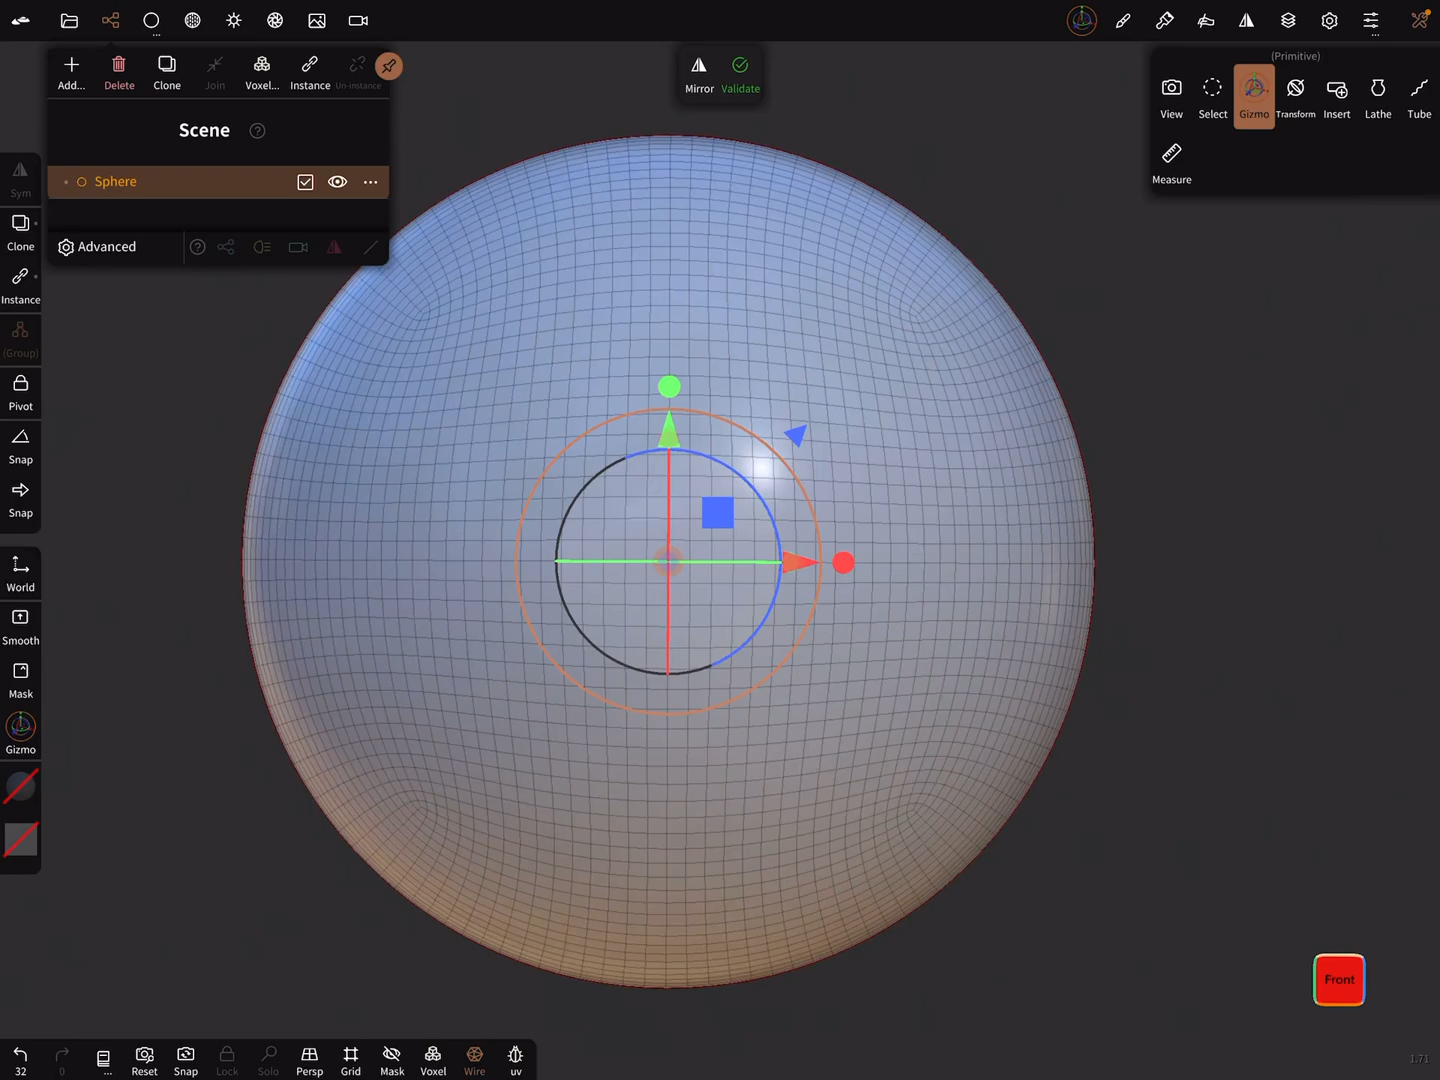 Add...
Delete
Clone
Join
Voxel...
Instance
Un-instance
Scene
?
Sphere
...
Advanced
?
Mirror
Validate
(Primitive)
View
Select
Gizmo
Transform
Insert
Lathe
Tube
Measure
Sym
Clone
Instance
(Group)
Pivot
Snap
Snap
World
Smooth
Mask
Gizmo
Front
32
0
...
Reset
Snap
Lock
Solo
Persp
Grid
Mask
Voxel
Wire
uv
1.71